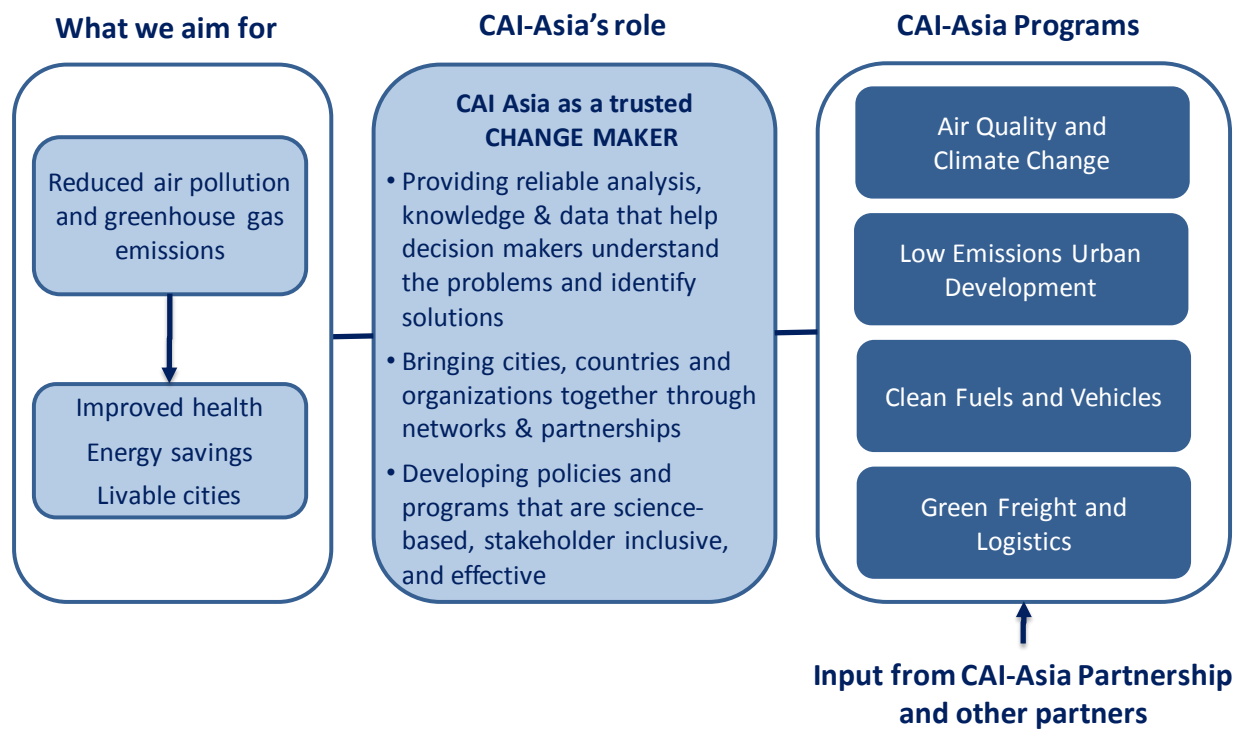 What we aim for
Reduced air pollution
and greenhouse gas
emissions
Improved health
Energy savings
Livable cities
CAI-Asia's role
CAI Asia as a trusted
CHANGE MAKER
• Providing reliable analysis,
knowledge & data that help
decision makers understand
the problems and identify
solutions
• Bringing cities, countries and
organizations together through
networks & partnerships
• Developing policies and
programs that are science-
based, stakeholder inclusive,
and effective
CAI-Asia Programs
Air Quality and
Climate Change
Low Emissions Urban
Development
Clean Fuels and Vehicles
Green Freight and
Logistics
Input from CAI-Asia Partnership
and other partners